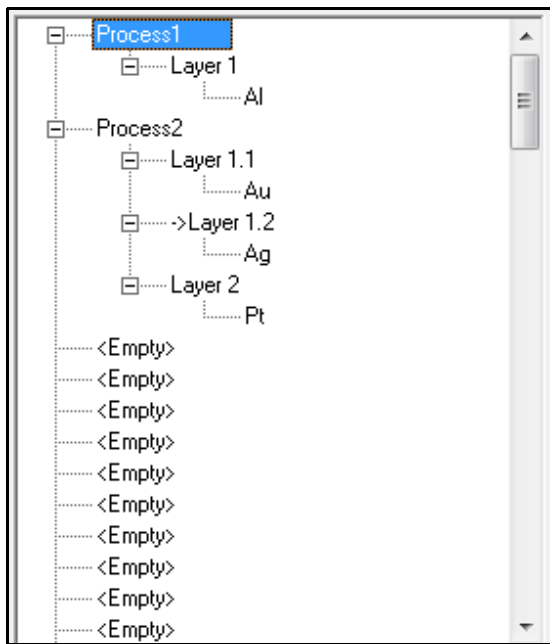 Process1
Layer 1
Al
Process2
Layer 1.1
Au
->Layer 1.2
Ag
Layer 2
Pt
<Empty>
<Empty>
<Empty>
<Empty>
<Empty>
<Empty>
<Empty>
<Empty>
<Empty>
<Empty>